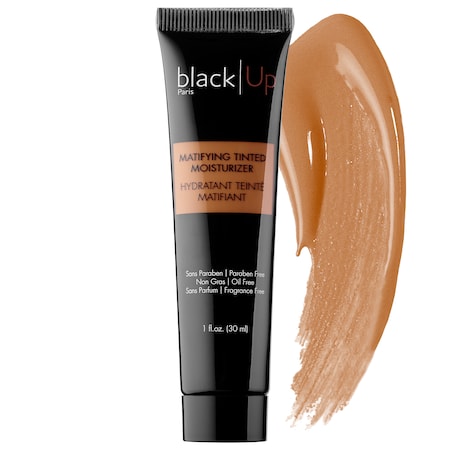 black|Up
Paris
MATIFYING TINTED
MOISTURIZER
HYDRATANT TEINTÉ
MATIFIANT
Sans Paraben | Paraben Free
Non Gras | Oil Free
Sans Parfum | Fragrance Free
1 fl.oz. (30 ml)